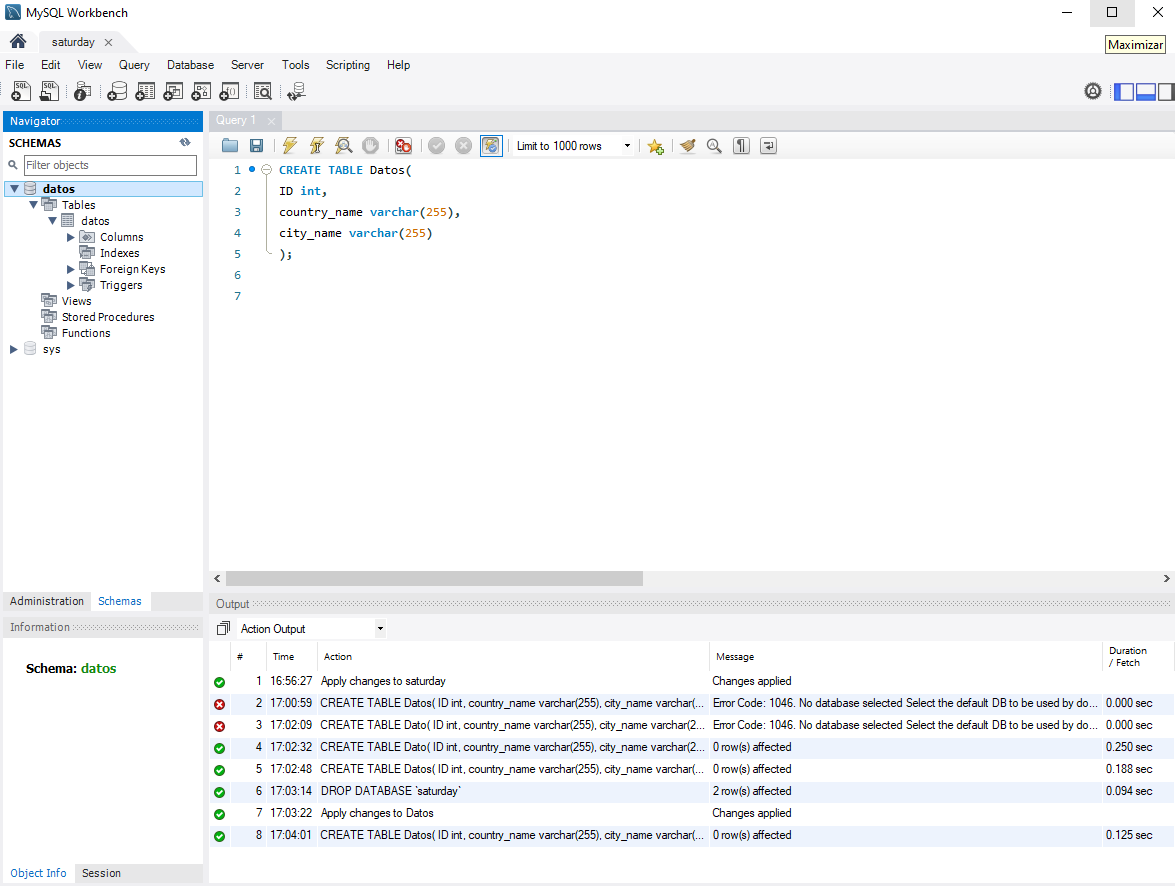 MySQL Workbench
saturday
Maximizar
File Edit View Query Database Server Tools Scripting Help
Navigator
SCHEMAS
Filter objects
datos
Tables
datos
Columns
Indexes
Foreign Keys
Triggers
Views
Stored Procedures
Functions
sys
Administration Schemas
Information
Schema: datos
Object Info Session
Query 1
Limit to 1000 rows
1 CREATE TABLE Datos(
2 ID int,
3 country_name varchar(255),
4 city_name varchar(255)
5 );
6
7
Output
Action Output
# Time Action Message Duration / Fetch
1 16:56:27 Apply changes to saturday Changes applied
2 17:00:59 CREATE TABLE Datos( ID int, country_name varchar(255), city_name varchar(... Error Code: 1046. No database selected Select the default DB to be used by do... 0.000 sec
3 17:02:09 CREATE TABLE Datos( ID int, country_name varchar(255), city_name varchar(2... Error Code: 1046. No database selected Select the default DB to be used by do... 0.000 sec
4 17:02:32 CREATE TABLE Dato( ID int, country_name varchar(255), city_name varchar(2... 0 row(s) affected 0.250 sec
5 17:02:48 CREATE TABLE Datos( ID int, country_name varchar(255), city_name varchar(... 0 row(s) affected 0.188 sec
6 17:03:14 DROP DATABASE `saturday` 2 row(s) affected 0.094 sec
7 17:03:22 Apply changes to Datos Changes applied
8 17:04:01 CREATE TABLE Datos( ID int, country_name varchar(255), city_name varchar(... 0 row(s) affected 0.125 sec